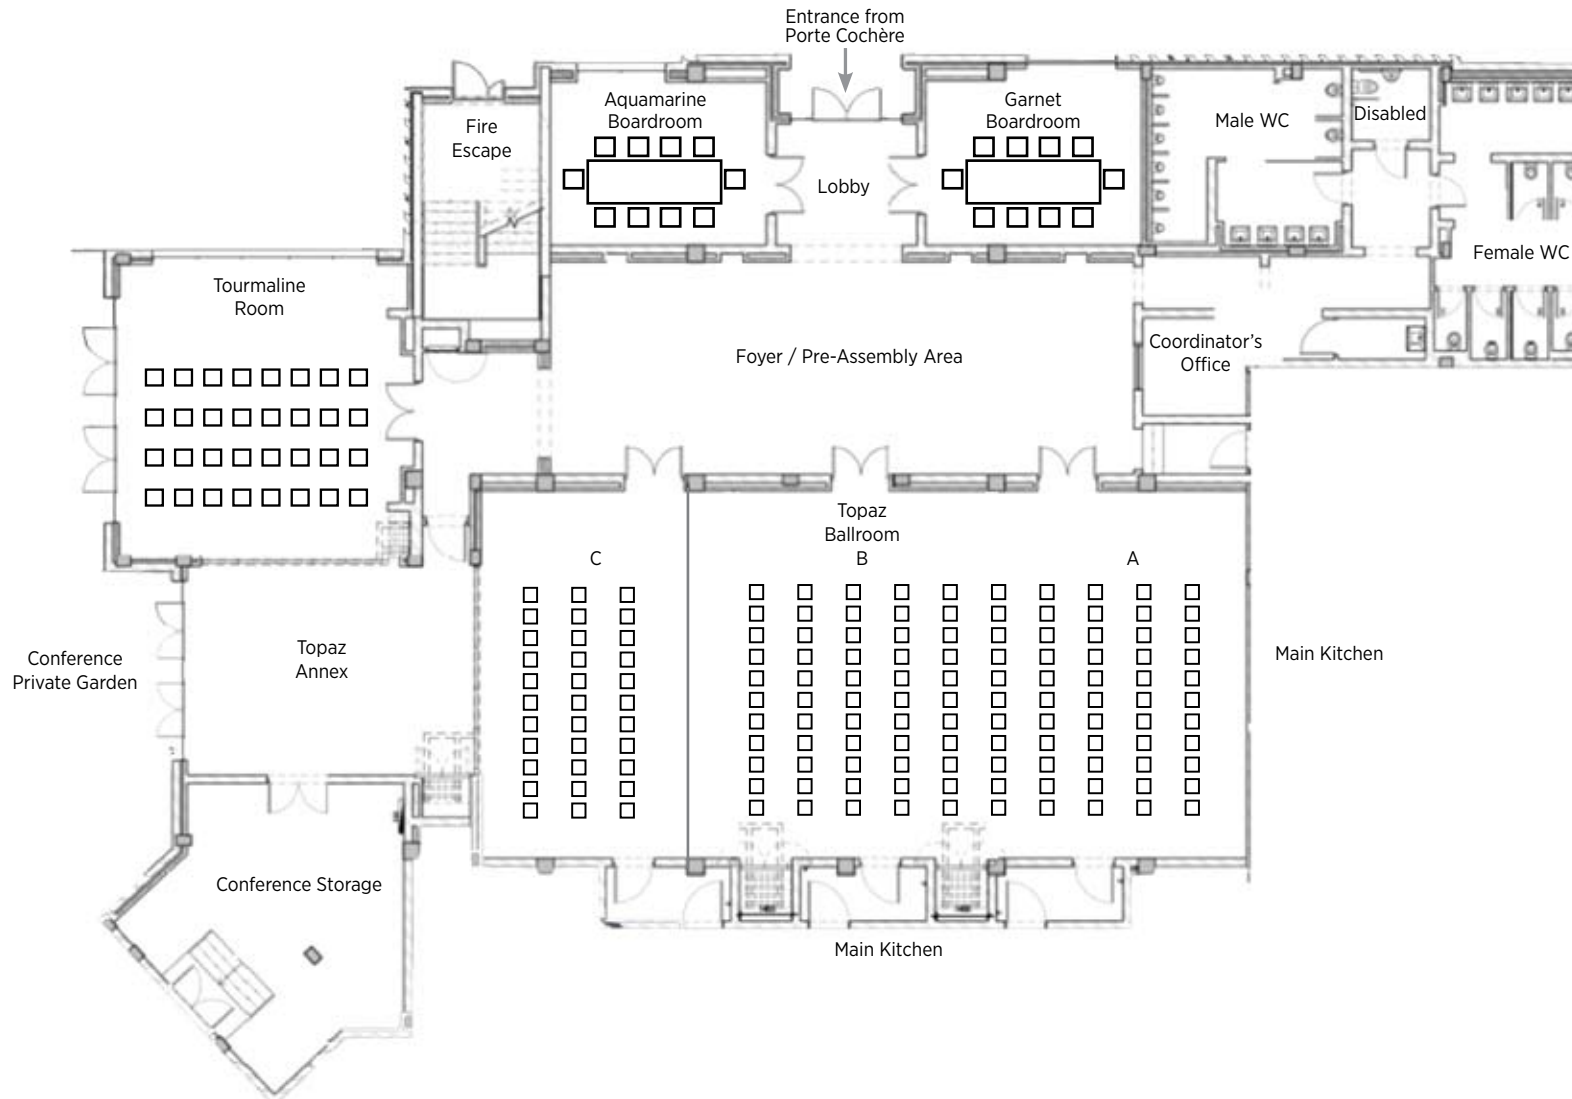 Entrance from
Porte Cochère
Aquamarine
Boardroom
Garnet
Boardroom
Fire
Escape
Male WC
Disabled
Lobby
Female WC
Tourmaline
Room
Foyer / Pre-Assembly Area
Coordinator's
Office
Topaz
Ballroom
C
B
A
Topaz
Annex
Conference
Private Garden
Main Kitchen
Conference Storage
Main Kitchen